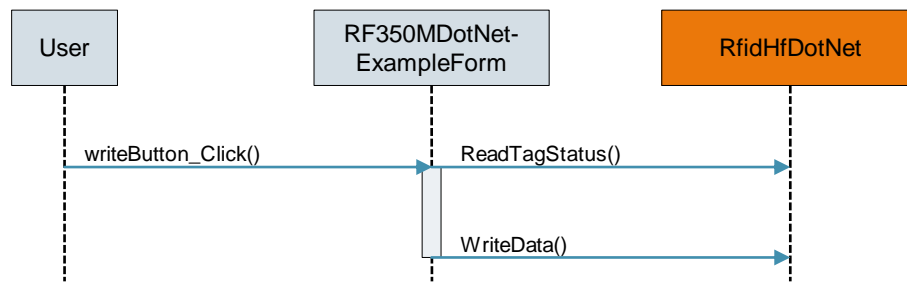 User
RF350MDotNet-
ExampleForm
RfidHfDotNet
writeButton_Click()
ReadTagStatus()
WriteData()